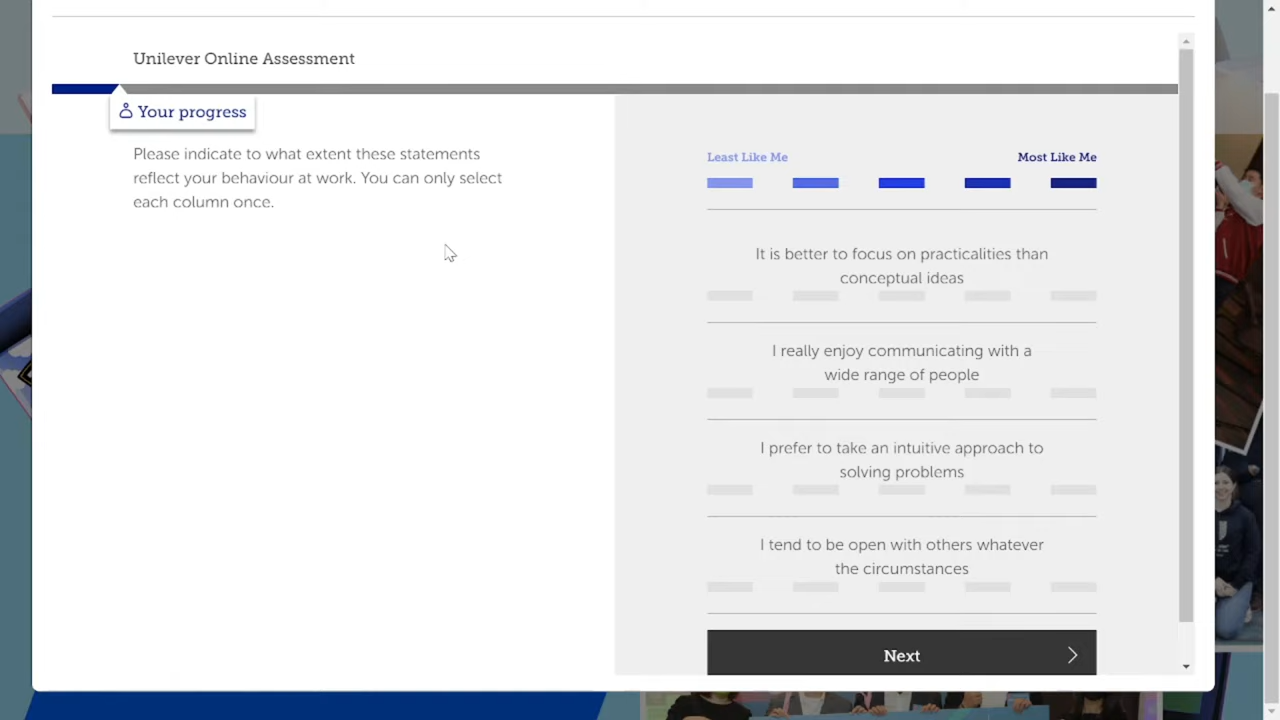 Unilever Online Assessment
Your progress
Please indicate to what extent these statements
reflect your behaviour at work. You can only select
each column once.
Least Like Me
Most Like Me
It is better to focus on practicalities than
conceptual ideas
I really enjoy communicating with a
wide range of people
I prefer to take an intuitive approach to
solving problems
I tend to be open with others whatever
the circumstances
Next